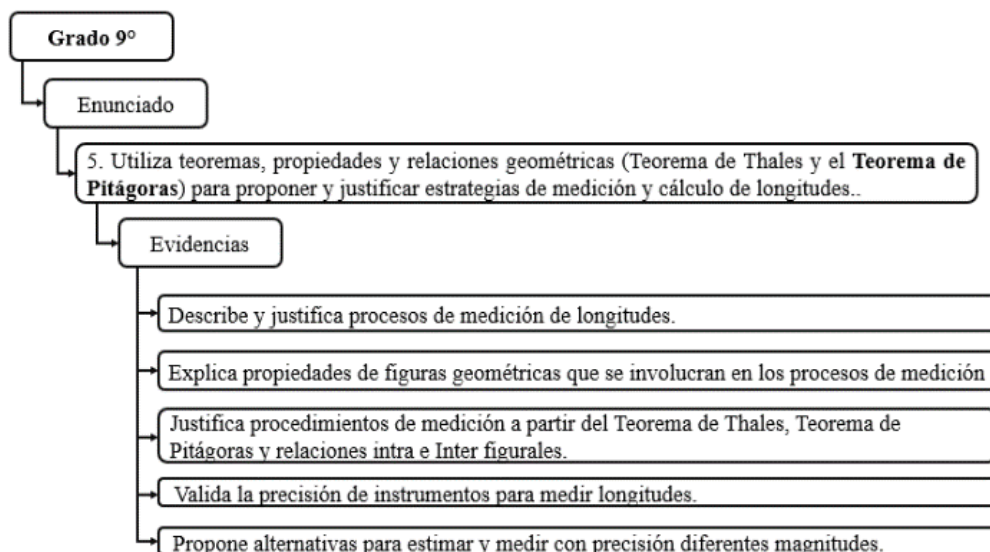 Grado 9°
Enunciado
5. Utiliza teoremas, propiedades y relaciones geométricas (Teorema de Thales y el Teorema de
Pitágoras) para proponer y justificar estrategias de medición y cálculo de longitudes..
Evidencias
Describe y justifica procesos de medición de longitudes.
Explica propiedades de figuras geométricas que se involucran en los procesos de medición
Justifica procedimientos de medición a partir del Teorema de Thales, Teorema de
Pitágoras y relaciones intra e Inter figurales.
Valida la precisión de instrumentos para medir longitudes.
Propone alternativas para estimar y medir con precisión diferentes magnitudes.